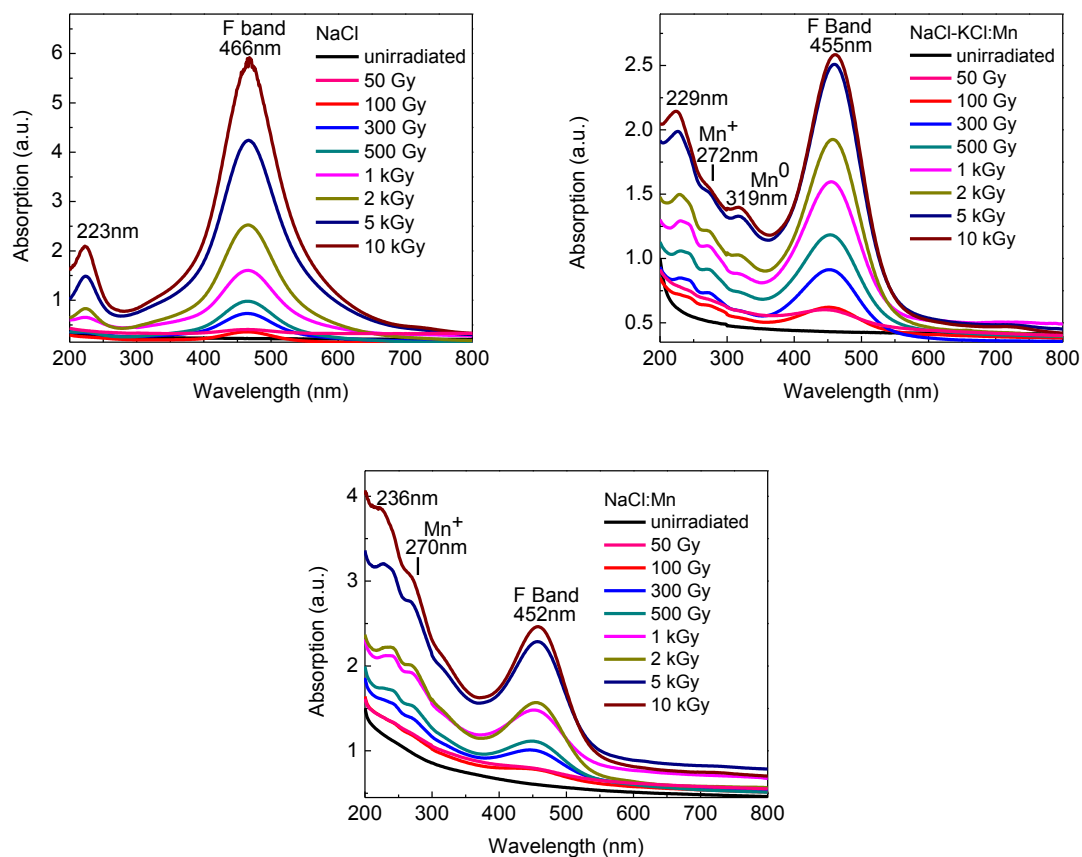 F band
466nm
NaCl
unirradiated
50 Gy
100 Gy
300 Gy
500 Gy
1 kGy
2 kGy
5 kGy
10 kGy
223nm
6
5
4
3
2
1
Absorption (a.u.)
200 300 400 500 600 700 800
Wavelength (nm)
F Band
455nm
NaCl-KCl:Mn
unirradiated
50 Gy
100 Gy
300 Gy
500 Gy
1 kGy
2 kGy
5 kGy
10 kGy
229nm
Mn⁺
272nm
Mn⁰
319nm
2.5
2.0
1.5
1.0
0.5
Absorption (a.u.)
200 300 400 500 600 700 800
Wavelength (nm)
236nm
Mn⁺
270nm
F Band
452nm
NaCl:Mn
unirradiated
50 Gy
100 Gy
300 Gy
500 Gy
1 kGy
2 kGy
5 kGy
10 kGy
4
3
2
1
Absorption (a.u.)
200 300 400 500 600 700 800
Wavelength (nm)